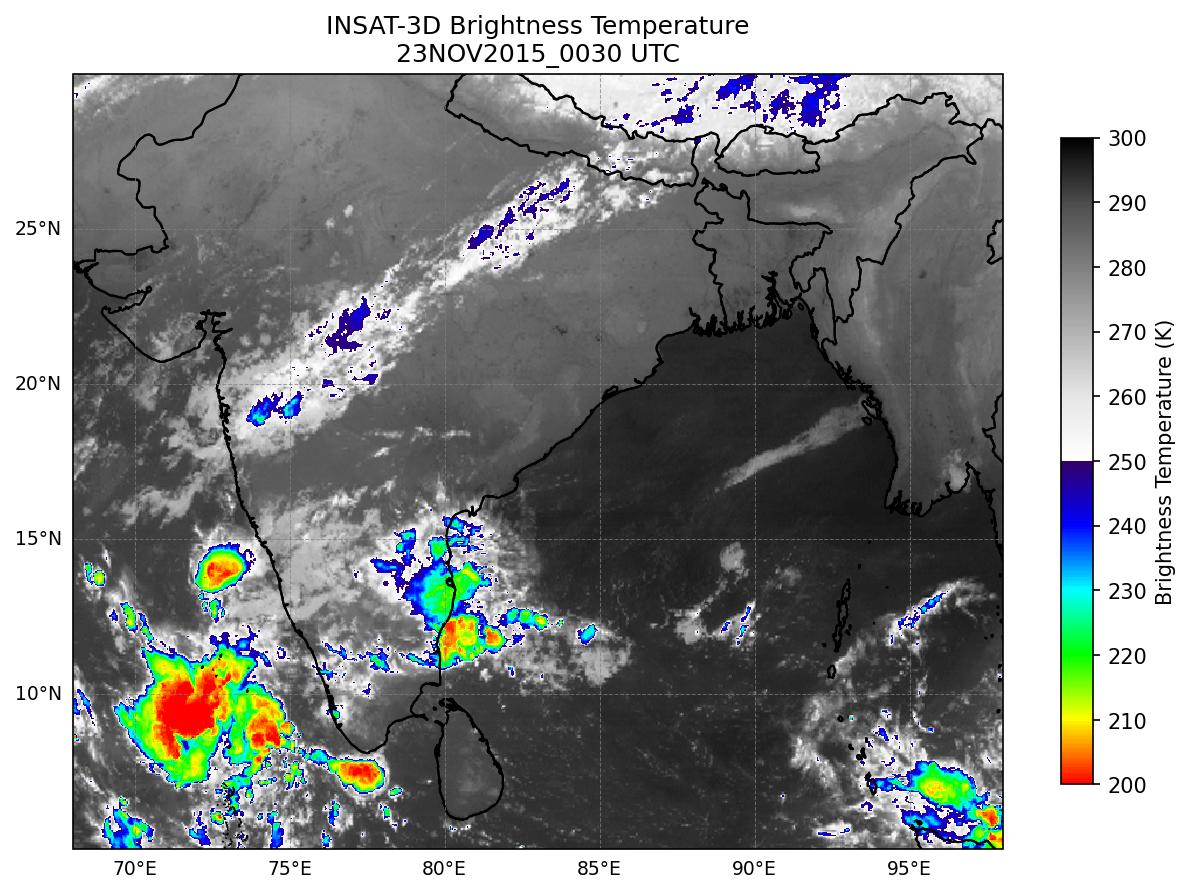 INSAT-3D Brightness Temperature
23NOV2015_0030 UTC
25°N
20°N
15°N
10°N
70°E
75°E
80°E
85°E
90°E
95°E
300
290
280
270
260
250
240
230
220
210
200
Brightness Temperature (K)